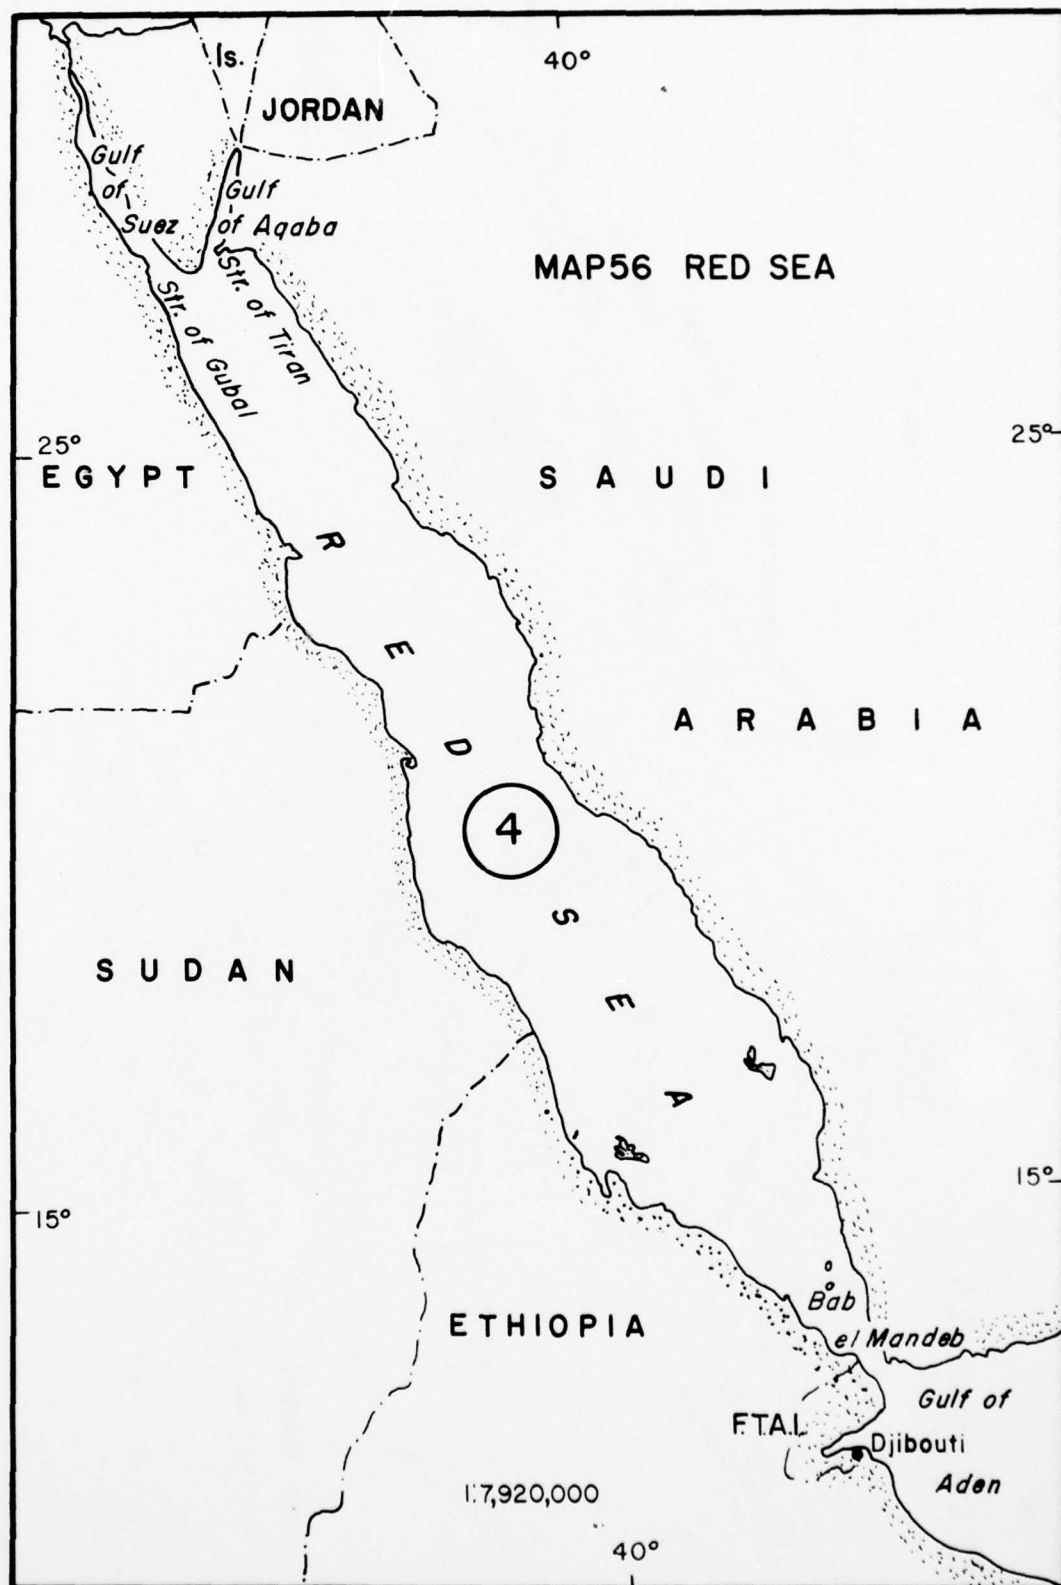 Is.
40°
JORDAN
Gulf
of
Suez
Gulf
of Aqaba
MAP56 RED SEA
Str. of Tiran
Str. of Gubal
25°
25°
EGYPT
SAUDI
RED SEA
ARABIA
4
SUDAN
15°
15°
ETHIOPIA
Bab
el Mandeb
Gulf of
Aden
F.T.A.I.
Djibouti
1:7,920,000
40°